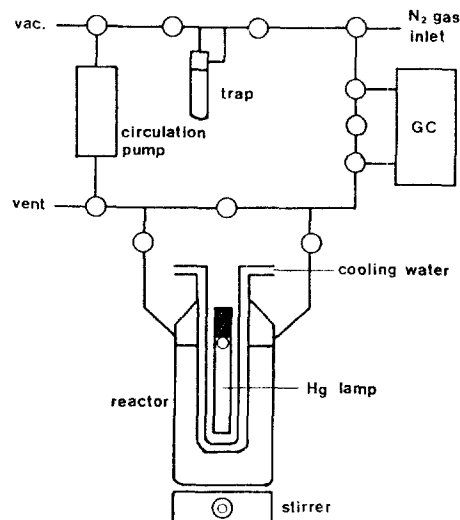 vac.
N2 gas
inlet
trap
circulation
pump
GC
vent
cooling water
reactor
Hg lamp
stirrer